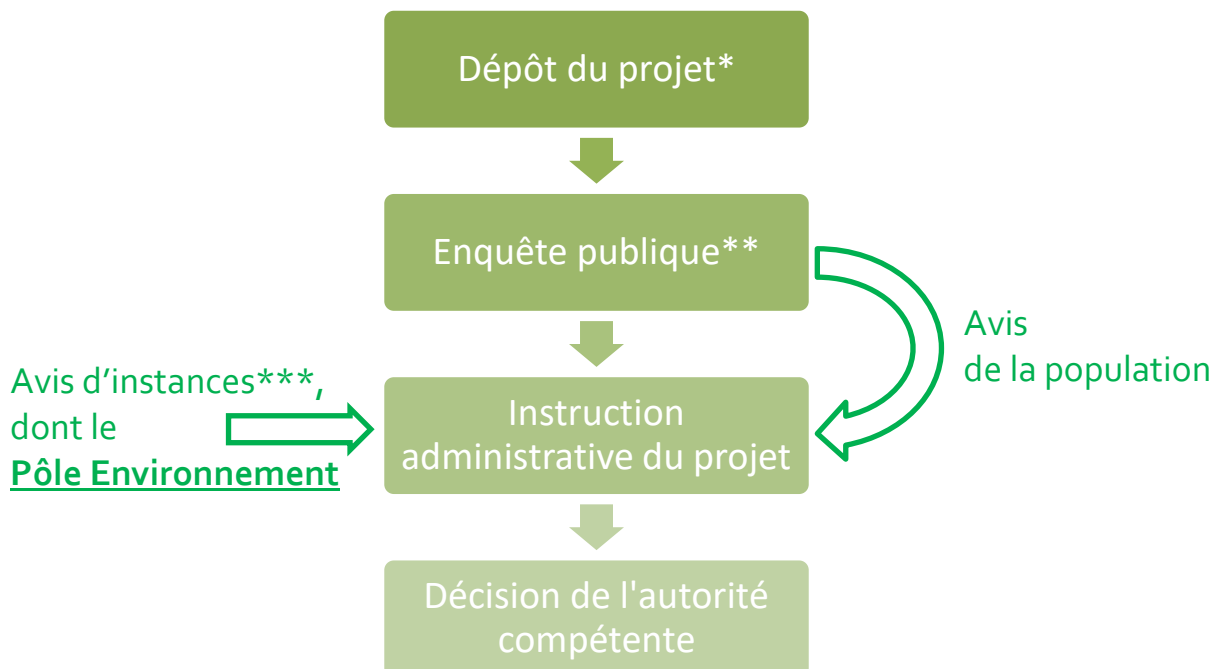 Dépôt du projet*
Enquête publique**
Avis
de la population
Avis d’instances***,
dont le
Pôle Environnement
Instruction
administrative du projet
Décision de l'autorité
compétente